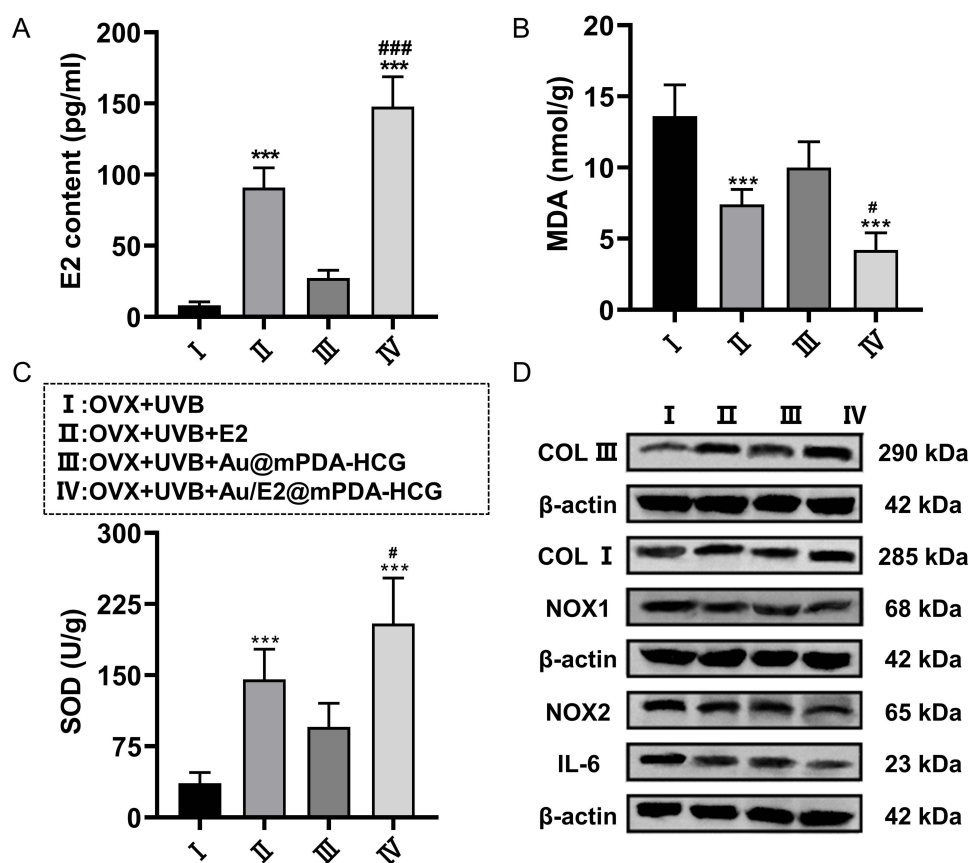 A
E2 content (pg/ml)
200
150
100
50
0
***
###
***
Ⅰ Ⅱ Ⅲ Ⅳ
B
MDA (nmol/g)
20
15
10
5
0
***
#
***
Ⅰ Ⅱ Ⅲ Ⅳ
C
Ⅰ:OVX+UVB
Ⅱ:OVX+UVB+E2
Ⅲ:OVX+UVB+Au@mPDA-HCG
Ⅳ:OVX+UVB+Au/E2@mPDA-HCG
SOD (U/g)
300
225
150
75
0
***
#
***
Ⅰ Ⅱ Ⅲ Ⅳ
D
Ⅰ Ⅱ Ⅲ Ⅳ
COL Ⅲ 290 kDa
β-actin 42 kDa
COL Ⅰ 285 kDa
NOX1 68 kDa
β-actin 42 kDa
NOX2 65 kDa
IL-6 23 kDa
β-actin 42 kDa